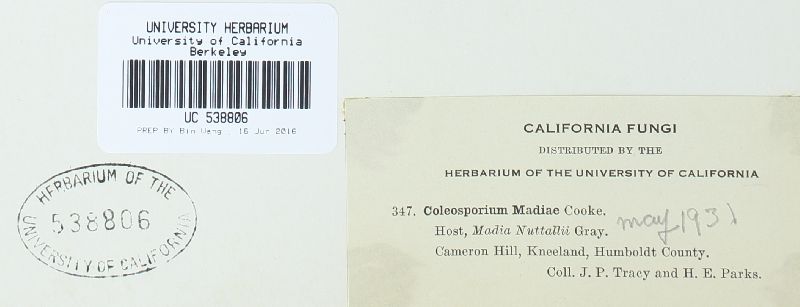 UNIVERSITY HERBARIUM
University of California
Berkeley
UC 538806
PREP BY Bin Wang , 16 Jun 2016
HERBARIUM OF THE
538806
UNIVERSITY OF CALIFORNIA
CALIFORNIA FUNGI
DISTRIBUTED BY THE
HERBARIUM OF THE UNIVERSITY OF CALIFORNIA
347. Coleosporium Madiae Cooke.
Host, Madia Nuttallii Gray. may 1931
Cameron Hill, Kneeland, Humboldt County.
Coll. J. P. Tracy and H. E. Parks.